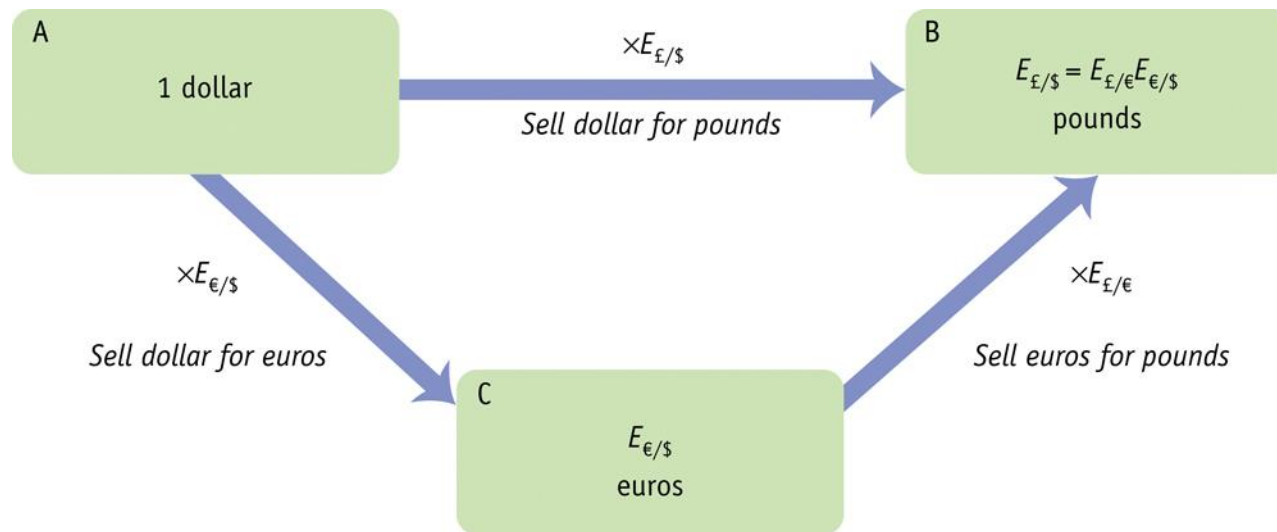 A
1 dollar
×E£/$
Sell dollar for pounds
B
E£/$ = E£/€E€/$
pounds
×E€/$
Sell dollar for euros
×E£/€
Sell euros for pounds
C
E€/$
euros